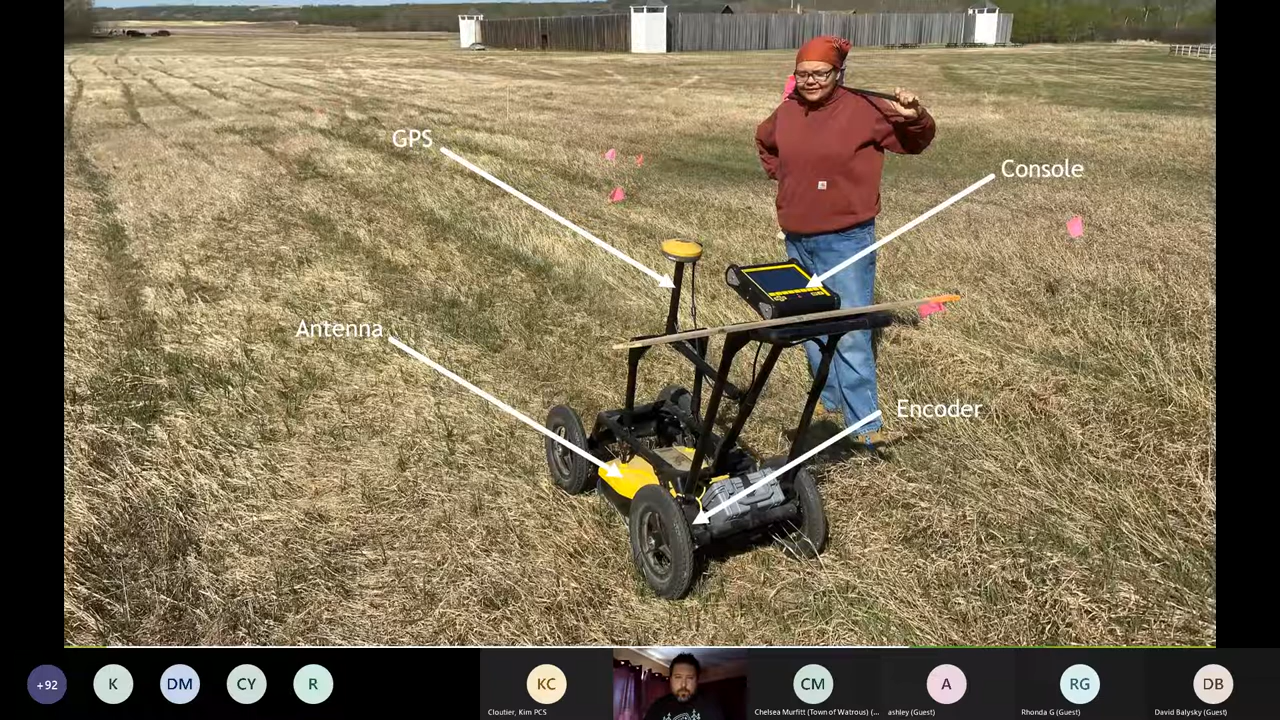 GPS
Console
Antenna
Encoder
+92
K
DM
CY
R
KC
CM
A
RG
DB
Cloutier, Kim PCS
Chelsea Murfitt (Town of Watrous) (...
ashley (Guest)
Rhonda G (Guest)
David Balysky (Guest)